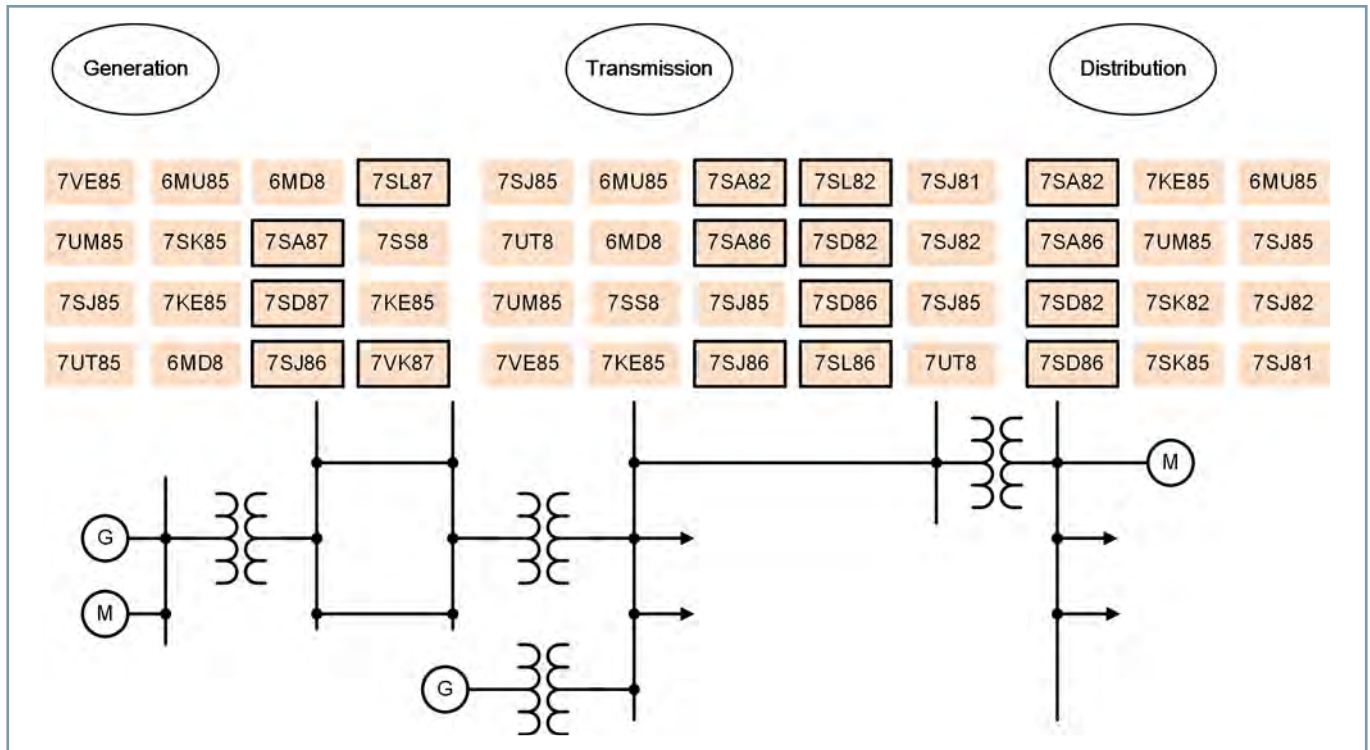 Generation Transmission Distribution
7VE85 6MU85 6MD8 7SL87 7SJ85 6MU85 7SA82 7SL82 7SJ81 7SA82 7KE85 6MU85
7UM85 7SK85 7SA87 7SS8 7UT8 6MD8 7SA86 7SD82 7SJ82 7SA86 7UM85 7SJ85
7SJ85 7KE85 7SD87 7KE85 7UM85 7SS8 7SJ85 7SD86 7SJ85 7SD82 7SK82 7SJ82
7UT85 6MD8 7SJ86 7VK87 7VE85 7KE85 7SJ86 7SL86 7UT8 7SD86 7SK85 7SJ81
M
G
M
G